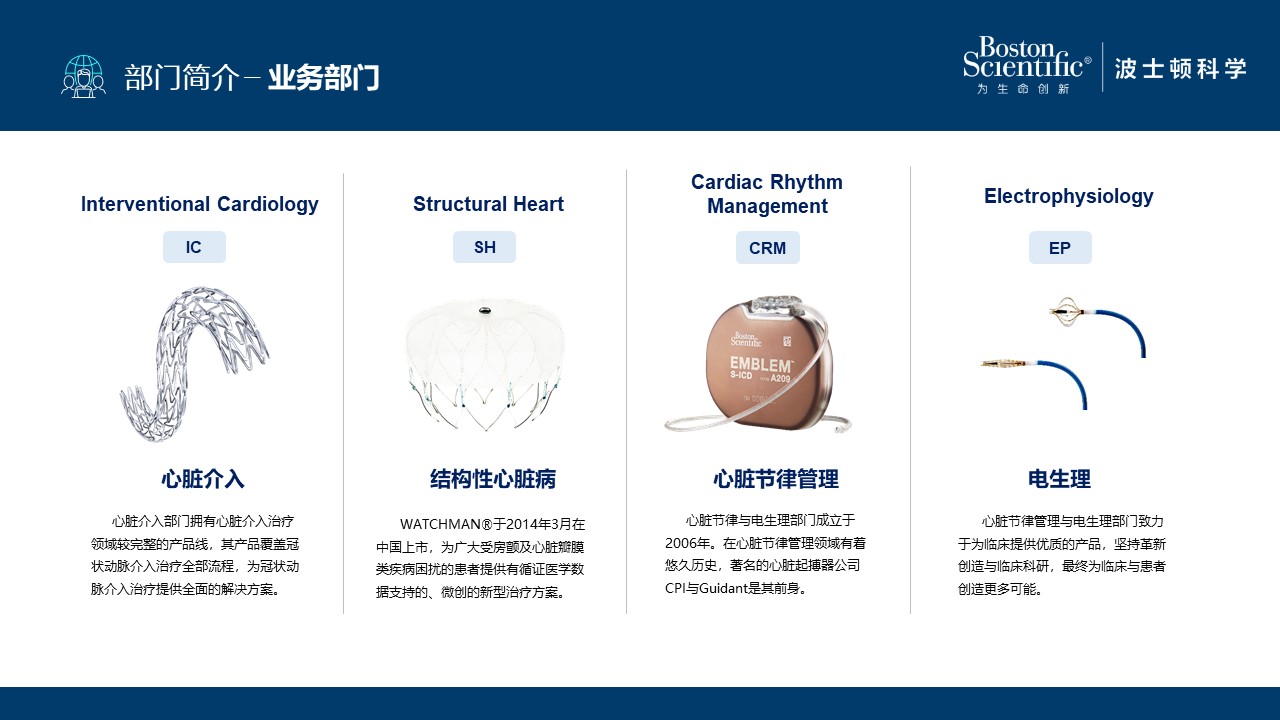 部门简介 — 业务部门
Boston
Scientific®
为生命创新
波士顿科学
Interventional Cardiology
IC
心脏介入
心脏介入部门拥有心脏介入治疗
领域较完整的产品线，其产品覆盖冠
状动脉介入治疗全部流程，为冠状动
脉介入治疗提供全面的解决方案。
Structural Heart
SH
结构性心脏病
WATCHMAN®于2014年3月在
中国上市，为广大受房颤及心脏瓣膜
类疾病困扰的患者提供有循证医学数
据支持的、微创的新型治疗方案。
Cardiac Rhythm
Management
CRM
Boston
Scientific
EMBLEM™
S-ICD
A209
心脏节律管理
心脏节律与电生理部门成立于
2006年。在心脏节律管理领域有着
悠久历史，著名的心脏起搏器公司
CPI与Guidant是其前身。
Electrophysiology
EP
电生理
心脏节律管理与电生理部门致力
于为临床提供优质的产品，坚持革新
创造与临床科研，最终为临床与患者
创造更多可能。